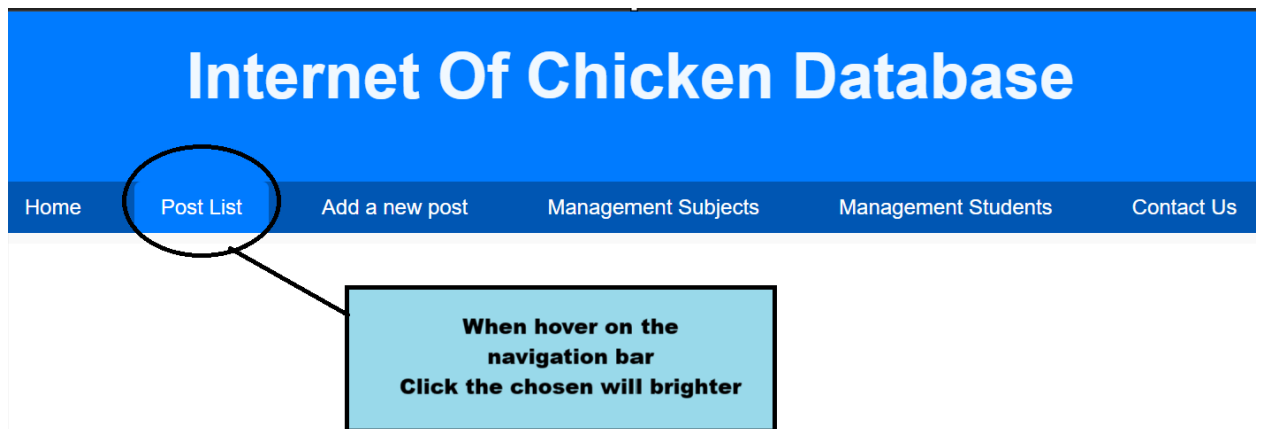 Internet Of Chicken Database
Home Post List Add a new post Management Subjects Management Students Contact Us
When hover on the
navigation bar
Click the chosen will brighter